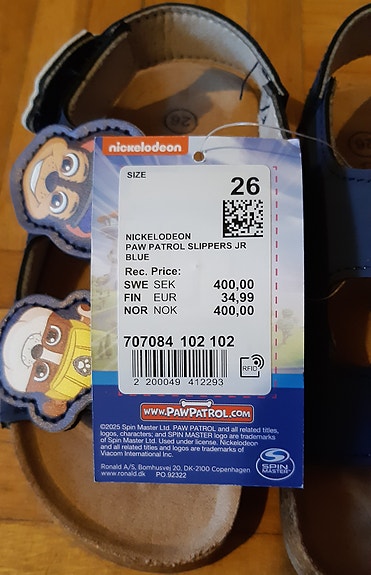 26
26
nickelodeon
SIZE
26
NICKELODEON
PAW PATROL SLIPPERS JR
BLUE
Rec. Price:
SWE SEK 400,00
FIN EUR 34,99
NOR NOK 400,00
707084 102 102
RFID
2 200049 412293
www.PAWPATROL.com
©2025 Spin Master Ltd. PAW PATROL and all related titles,
logos, characters; and SPIN MASTER logo are trademarks
of Spin Master Ltd. Used under license. Nickelodeon
and all related titles and logos are trademarks of
Viacom International Inc.
Ronald A/S, Bomhusvej 20, DK-2100 Copenhagen
www.ronald.dk PO.92322
SPIN
MASTER